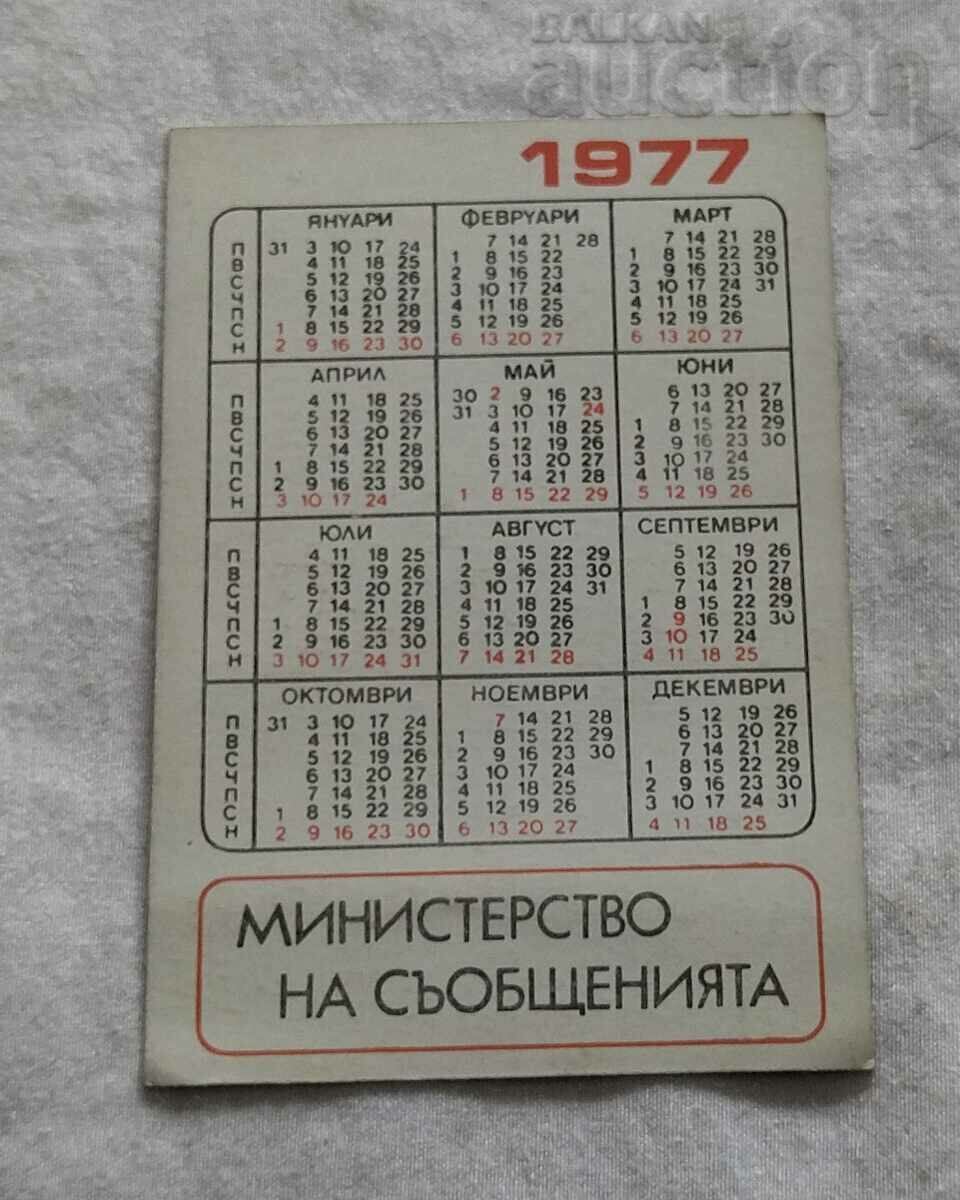 BALKAN
auction
1977
ЯНУАРИ ФЕВРУАРИ МАРТ
П 31 3 10 17 24 7 14 21 28 7 14 21 28
В 4 11 18 25 1 8 15 22 1 8 15 22 29
С 5 12 19 26 2 9 16 23 2 9 16 23 30
Ч 6 13 20 27 3 10 17 24 3 10 17 24 31
П 7 14 21 28 4 11 18 25 4 11 18 25
С 1 8 15 22 29 5 12 19 26 5 12 19 26
Н 2 9 16 23 30 6 13 20 27 6 13 20 27
АПРИЛ МАЙ ЮНИ
П 4 11 18 25 30 2 9 16 23 6 13 20 27
В 5 12 19 26 31 3 10 17 24 7 14 21 28
С 6 13 20 27 4 11 18 25 1 8 15 22 29
Ч 7 14 21 28 5 12 19 26 2 9 16 23 30
П 1 8 15 22 29 6 13 20 27 3 10 17 24
С 2 9 16 23 30 7 14 21 28 4 11 18 25
Н 3 10 17 24 1 8 15 22 29 5 12 19 26
ЮЛИ АВГУСТ СЕПТЕМВРИ
П 4 11 18 25 1 8 15 22 29 5 12 19 26
В 5 12 19 26 2 9 16 23 30 6 13 20 27
С 6 13 20 27 3 10 17 24 31 7 14 21 28
Ч 7 14 21 28 4 11 18 25 1 8 15 22 29
П 1 8 15 22 29 5 12 19 26 2 9 16 23 30
С 2 9 16 23 30 6 13 20 27 3 10 17 24
Н 3 10 17 24 31 7 14 21 28 4 11 18 25
ОКТОМВРИ НОЕМВРИ ДЕКЕМВРИ
П 31 3 10 17 24 7 14 21 28 5 12 19 26
В 4 11 18 25 1 8 15 22 29 6 13 20 27
С 5 12 19 26 2 9 16 23 30 7 14 21 28
Ч 6 13 20 27 3 10 17 24 1 8 15 22 29
П 7 14 21 28 4 11 18 25 2 9 16 23 30
С 1 8 15 22 29 5 12 19 26 3 10 17 24 31
Н 2 9 16 23 30 6 13 20 27 4 11 18 25
МИНИСТЕРСТВО
НА СЪОБЩЕНИЯТА